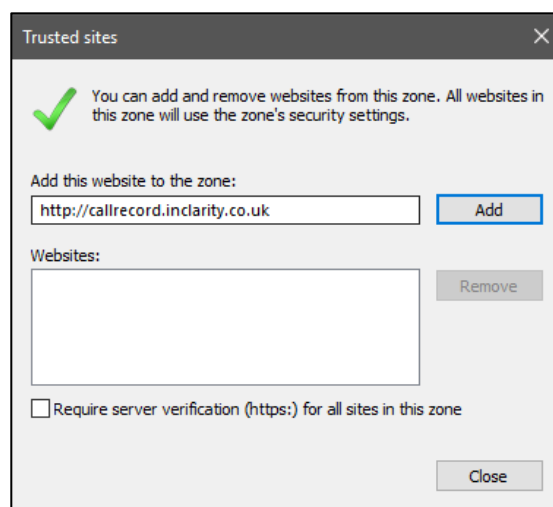 Trusted sites
You can add and remove websites from this zone. All websites in
this zone will use the zone's security settings.
Add this website to the zone:
http://callrecord.inclarity.co.uk
Add
Websites:
Remove
Require server verification (https:) for all sites in this zone
Close